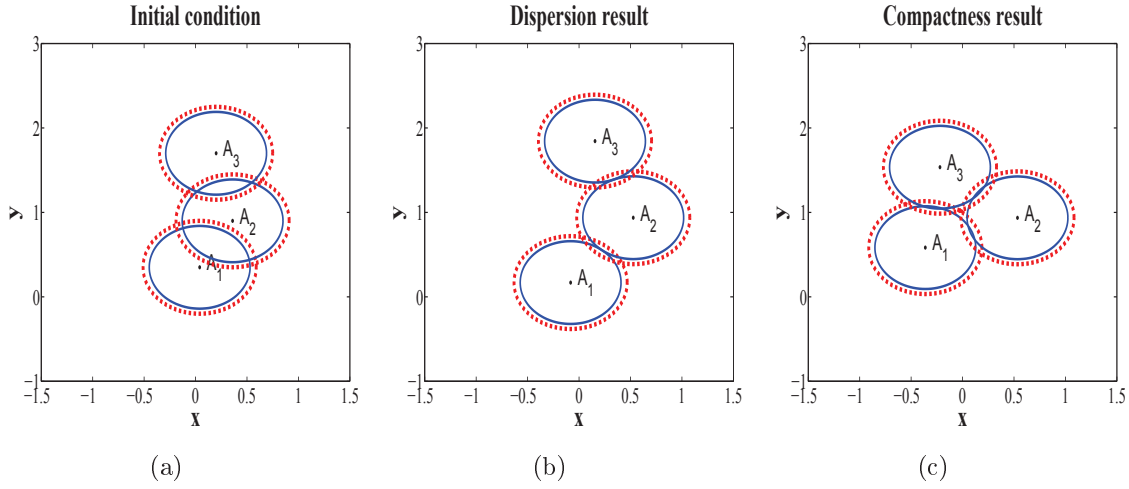 Initial condition
3
2
1
0
−1
−1.5 −1 −0.5 0 0.5 1 1.5
y
x
A3
A2
A1
(a)
Dispersion result
3
2
1
0
−1
−1.5 −1 −0.5 0 0.5 1 1.5
y
x
A3
A2
A1
(b)
Compactness result
3
2
1
0
−1
−1.5 −1 −0.5 0 0.5 1 1.5
y
x
A3
A2
A1
(c)